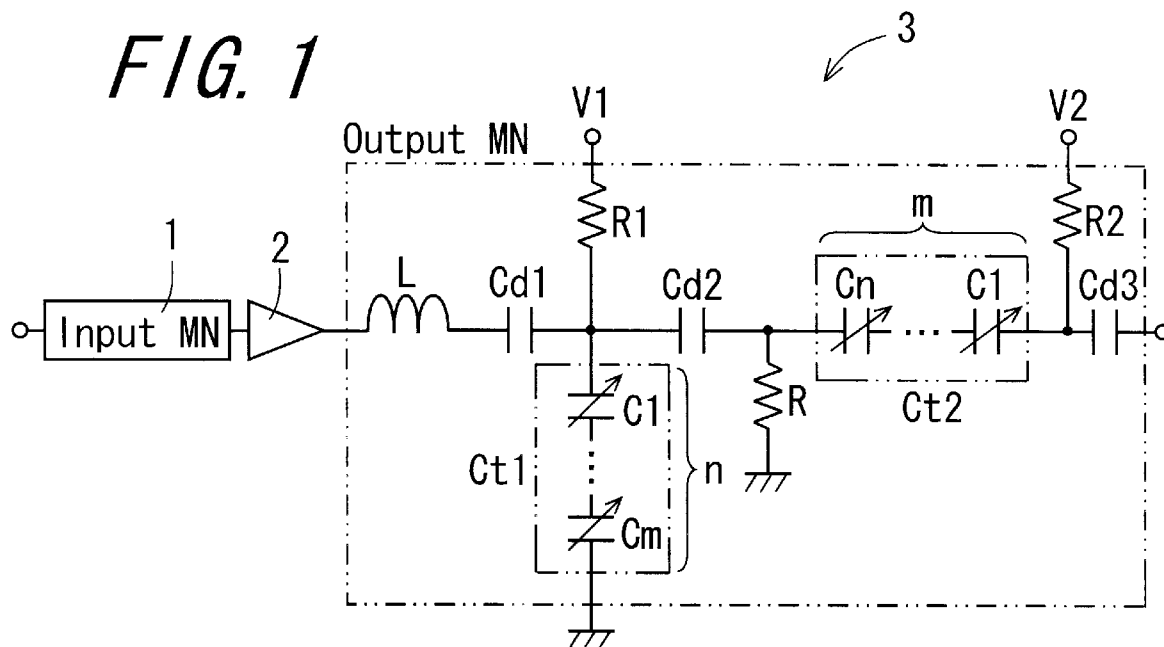 FIG. 1
3
V1
V2
Output MN
R1
m
R2
1
2
L
Cd1
Cd2
Cn
C1
Cd3
Input MN
...
C1
R
Ct2
Ct1
n
Cm